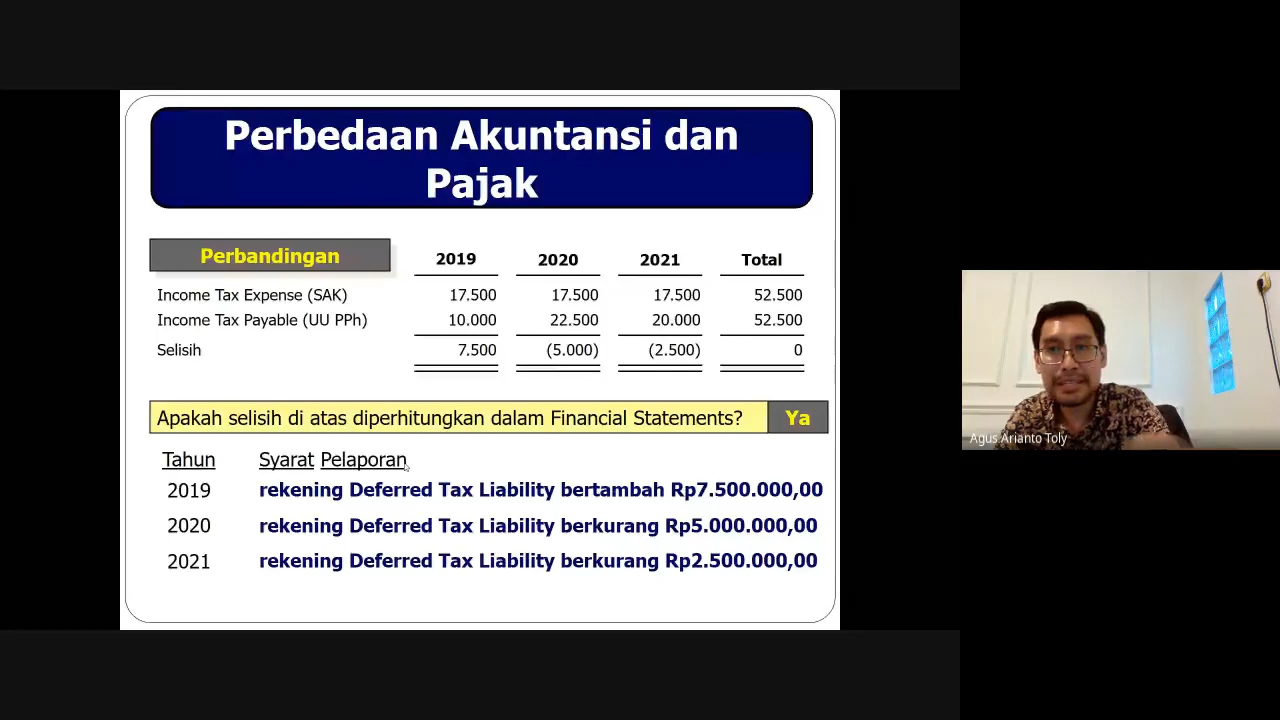 Perbedaan Akuntansi dan
Pajak
Perbandingan 2019 2020 2021 Total
Income Tax Expense (SAK) 17.500 17.500 17.500 52.500
Income Tax Payable (UU PPh) 10.000 22.500 20.000 52.500
Selisih 7.500 (5.000) (2.500) 0
Apakah selisih di atas diperhitungkan dalam Financial Statements? Ya
Tahun Syarat Pelaporan
2019 rekening Deferred Tax Liability bertambah Rp7.500.000,00
2020 rekening Deferred Tax Liability berkurang Rp5.000.000,00
2021 rekening Deferred Tax Liability berkurang Rp2.500.000,00
Agus Arianto Toly